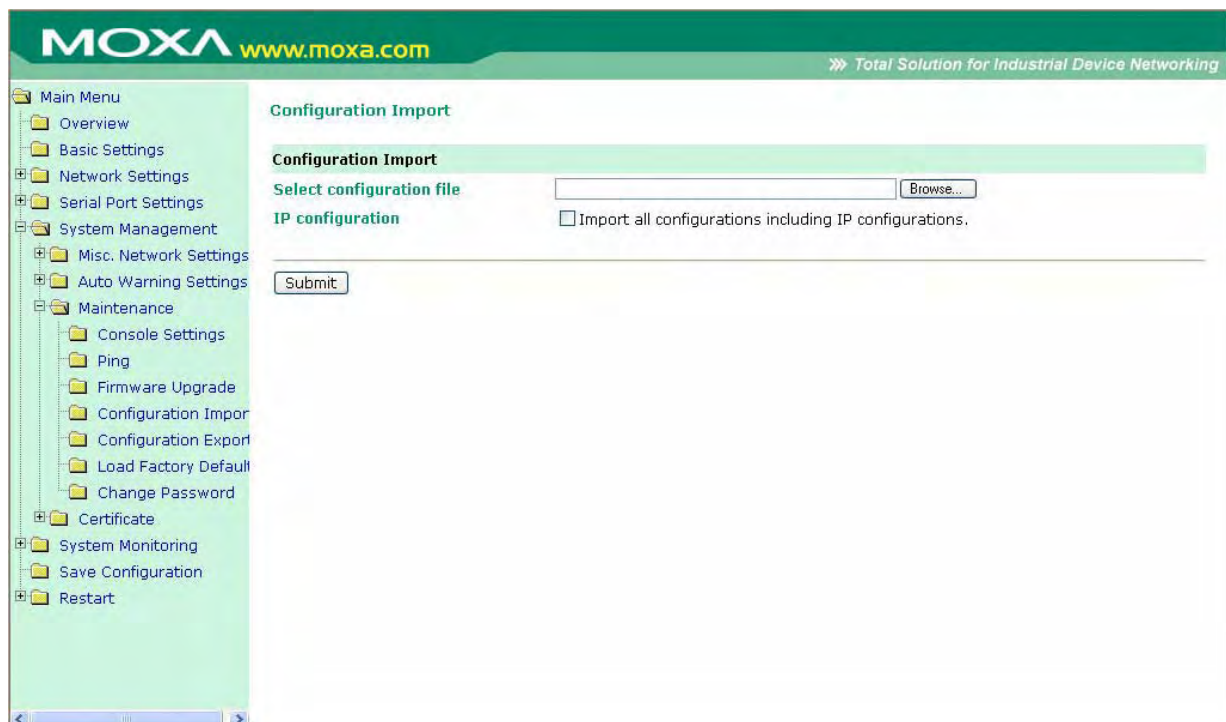 MOXA www.moxa.com
Total Solution for Industrial Device Networking
Main Menu
Overview
Basic Settings
Network Settings
Serial Port Settings
System Management
Misc. Network Settings
Auto Warning Settings
Maintenance
Console Settings
Ping
Firmware Upgrade
Configuration Impor
Configuration Export
Load Factory Default
Change Password
Certificate
System Monitoring
Save Configuration
Restart
Configuration Import
Configuration Import
Select configuration file Browse...
IP configuration Import all configurations including IP configurations.
Submit